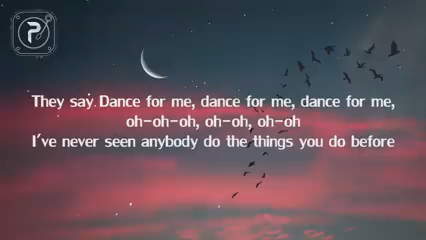 P
They say Dance for me, dance for me, dance for me,
oh-oh-oh, oh-oh, oh-oh
I've never seen anybody do the things you do before